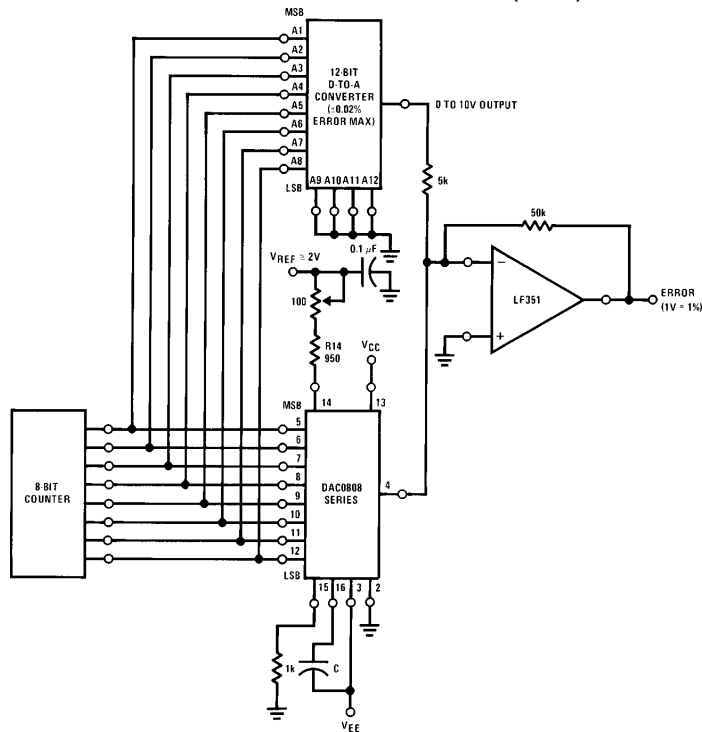 MSB
A1
A2
A3
A4
A5
A6
A7
A8
LSB
12-BIT
D-TO-A
CONVERTER
(±0.02%
ERROR MAX)
A9 A10 A11 A12
0 TO 10V OUTPUT
5k
50k
0.1 μF
VREF ≅ 2V
100
R14
950
VCC
−
+
LF351
ERROR
(1V = 1%)
14
13
MSB
5
6
7
8
9
10
11
12
LSB
8-BIT
COUNTER
DAC0808
SERIES
4
15 16 3 2
1k
C
VEE